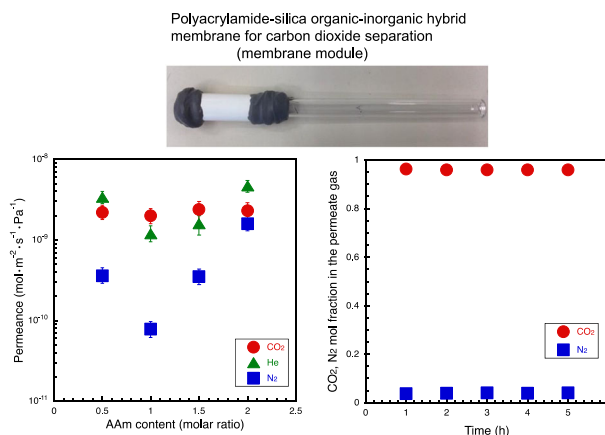 Polyacrylamide-silica organic-inorganic hybrid
membrane for carbon dioxide separation
(membrane module)
Permeance (mol·m⁻²·s⁻¹·Pa⁻¹)
10⁻⁸
10⁻⁹
10⁻¹⁰
10⁻¹¹
CO₂
He
N₂
0 0.5 1 1.5 2 2.5
AAm content (molar ratio)
CO₂, N₂ mol fraction in the permeate gas
1
0.8
0.6
0,4
0.2
0
CO₂
N₂
0 1 2 3 4 5
Time (h)